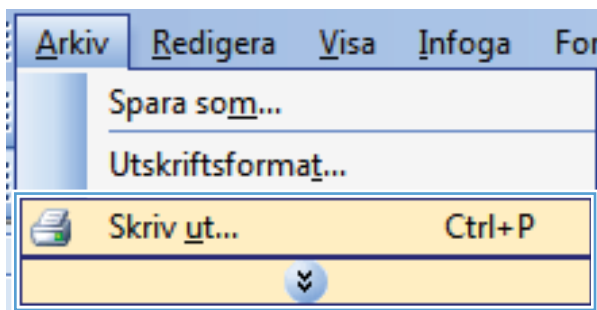 Arkiv Redigera Visa Infoga For
Spara som...
Utskriftsformat...
Skriv ut... Ctrl+P